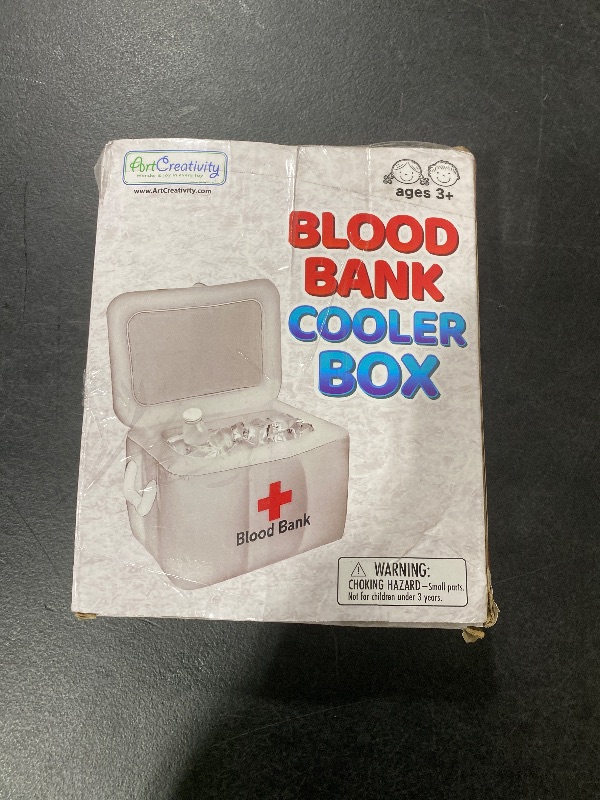 ArtCreativity
www.ArtCreativity.com
ages 3+
BLOOD
BANK
COOLER
BOX
Blood Bank
WARNING:
CHOKING HAZARD—Small parts.
Not for children under 3 years.